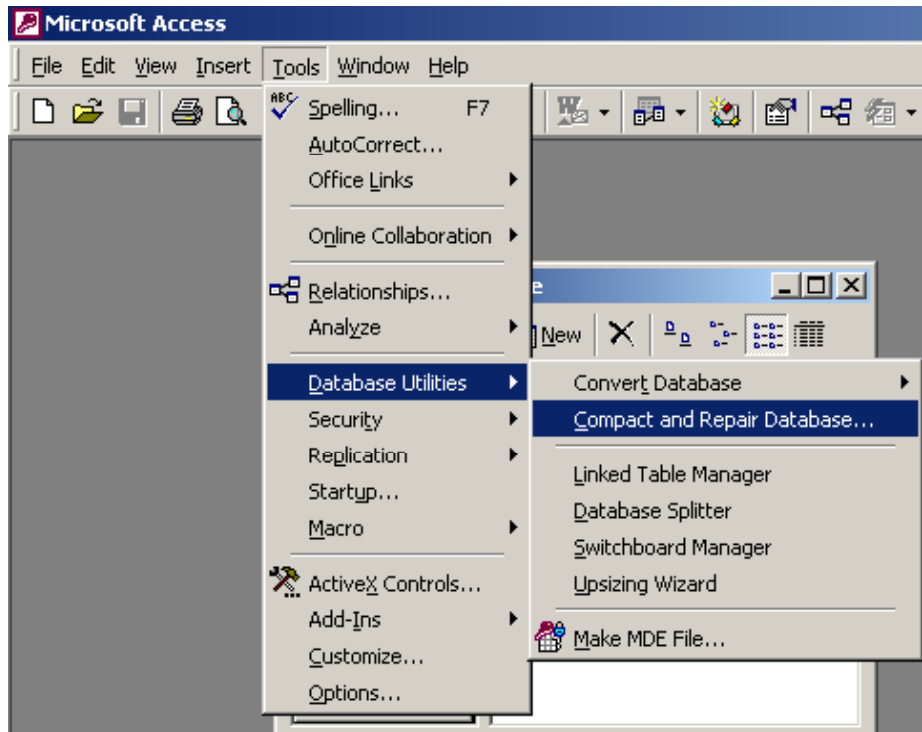 Microsoft Access
File Edit View Insert Tools Window Help
ABC Spelling... F7
AutoCorrect...
Office Links
Online Collaboration
Relationships...
Analyze
Database Utilities
Security
Replication
Startup...
Macro
ActiveX Controls...
Add-Ins
Customize...
Options...
e
New
Convert Database
Compact and Repair Database...
Linked Table Manager
Database Splitter
Switchboard Manager
Upsizing Wizard
Make MDE File...